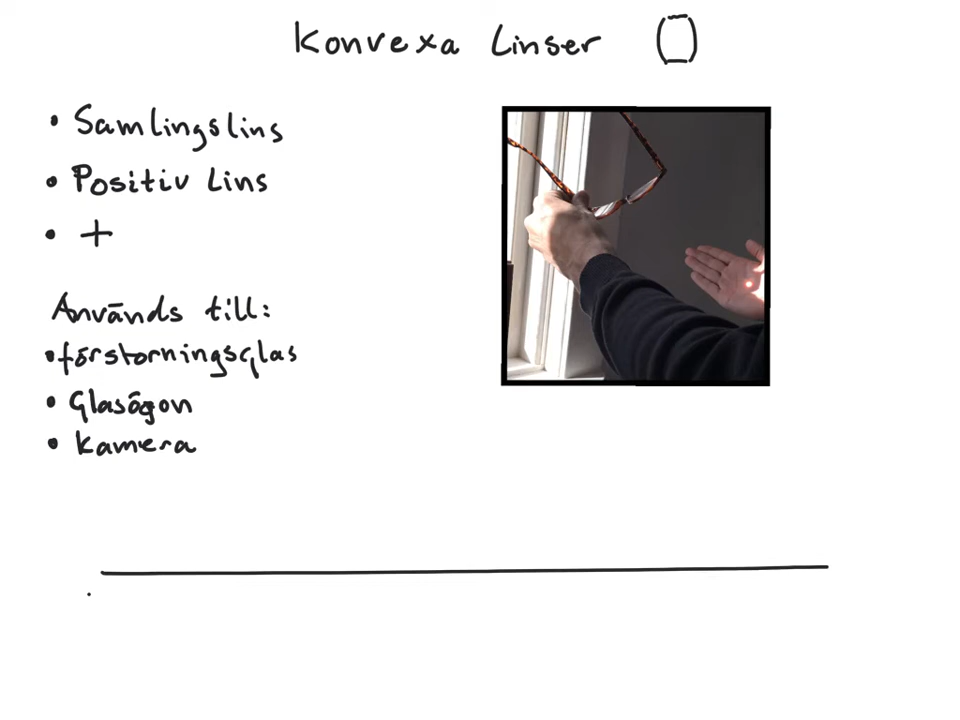 Konvexa Linser
• Samlingslins
• Positiv Lins
• +
Används till:
• förstorningsglas
• Glasögon
• Kamera